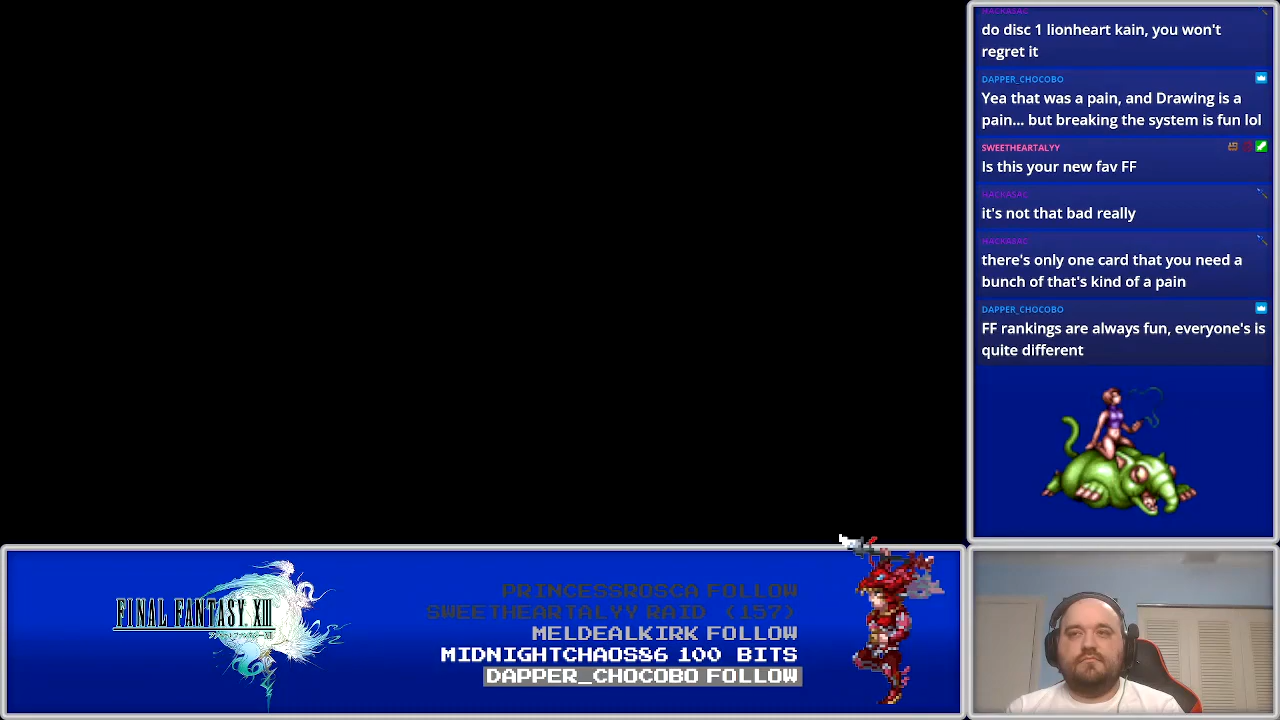 HACKASAC
do disc 1 lionheart kain, you won't
regret it
DAPPER_CHOCOBO
Yea that was a pain, and Drawing is a
pain... but breaking the system is fun lol
SWEETHEARTALYY
Is this your new fav FF
HACKASAC
it's not that bad really
HACKASAC
there's only one card that you need a
bunch of that's kind of a pain
DAPPER_CHOCOBO
FF rankings are always fun, everyone's is
quite different
FINAL FANTASY XIII
PRINCESSROSCA FOLLOW
SWEETHEARTALYY RAID (157)
MELDEALKIRK FOLLOW
MIDNIGHTCHAOS86 100 BITS
DAPPER_CHOCOBO FOLLOW